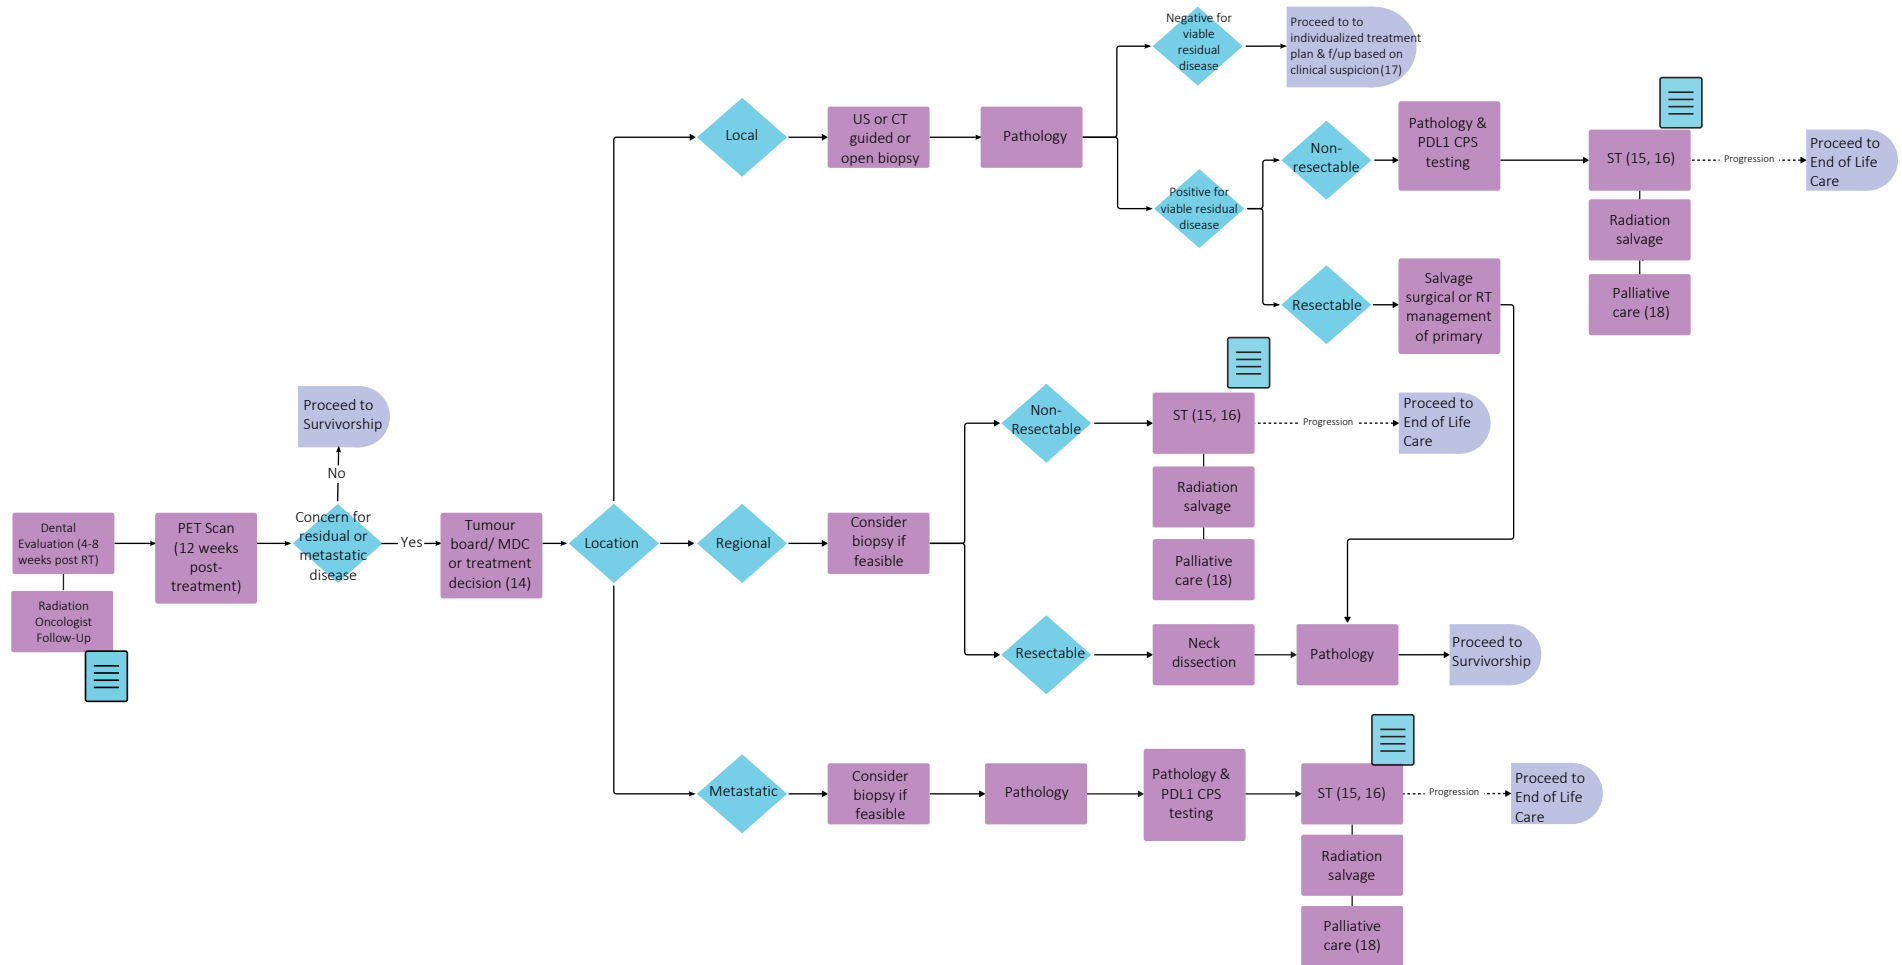 Dental
Evaluation (4-8
weeks post RT)
Radiation
Oncologist
Follow-Up
PET Scan
(12 weeks
post-
treatment)
Concern for
residual or
metastatic
disease
No
Proceed to
Survivorship
Yes
Tumour
board/ MDC
or treatment
decision (14)
Location
Local
US or CT
guided or
open biopsy
Pathology
Negative for
viable
residual
disease
Proceed to to
individualized treatment
plan & f/up based on
clinical suspicion(17)
Positive for
viable residual
disease
Non-
resectable
Pathology &
PDL1 CPS
testing
ST (15, 16)
Progression
Proceed to
End of Life
Care
Radiation
salvage
Palliative
care (18)
Resectable
Salvage
surgical or RT
management
of primary
Regional
Consider
biopsy if
feasible
Non-
Resectable
ST (15, 16)
Progression
Proceed to
End of Life
Care
Radiation
salvage
Palliative
care (18)
Resectable
Neck
dissection
Pathology
Proceed to
Survivorship
Metastatic
Consider
biopsy if
feasible
Pathology
Pathology &
PDL1 CPS
testing
ST (15, 16)
Progression
Proceed to
End of Life
Care
Radiation
salvage
Palliative
care (18)